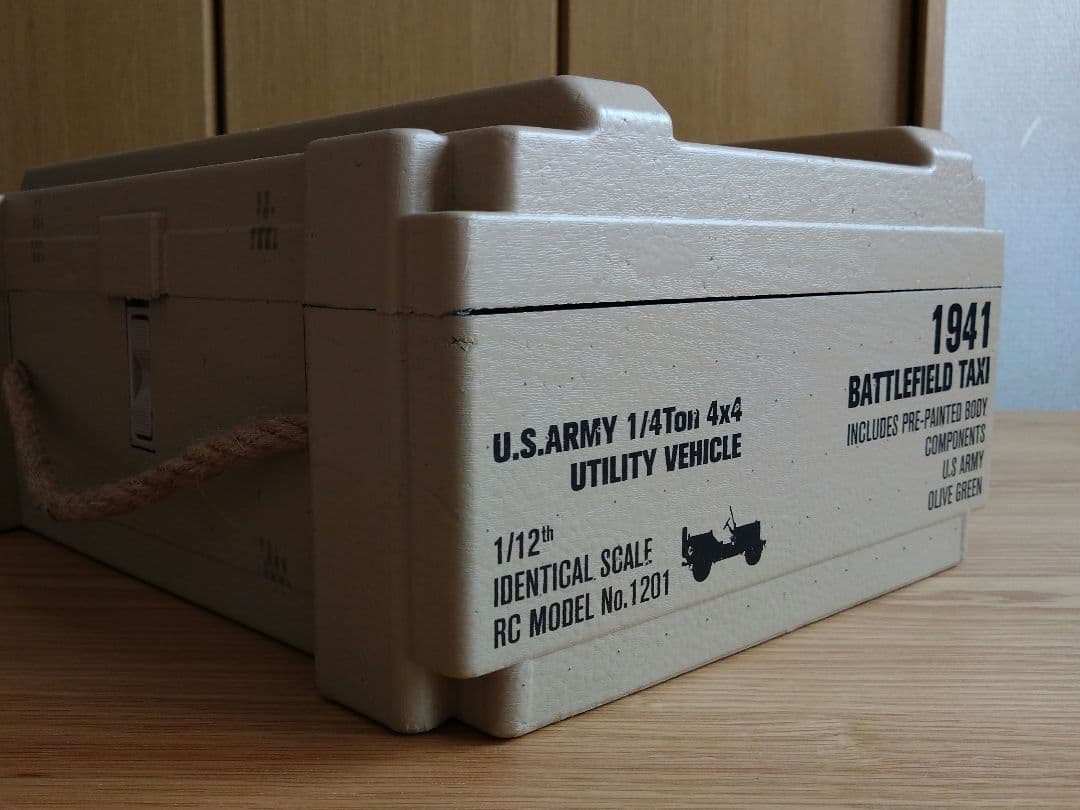 U.S.ARMY 1/4Ton 4x4
UTILITY VEHICLE
1/12th
IDENTICAL SCALE
RC MODEL No.1201
1941
BATTLEFIELD TAXI
INCLUDES PRE-PAINTED BODY
COMPONENTS
U.S ARMY
OLIVE GREEN